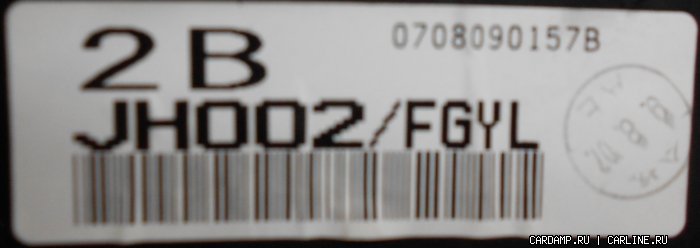 2B 0708090157B
JH002/FGYL
CARDAMP.RU | CARLINE.RU